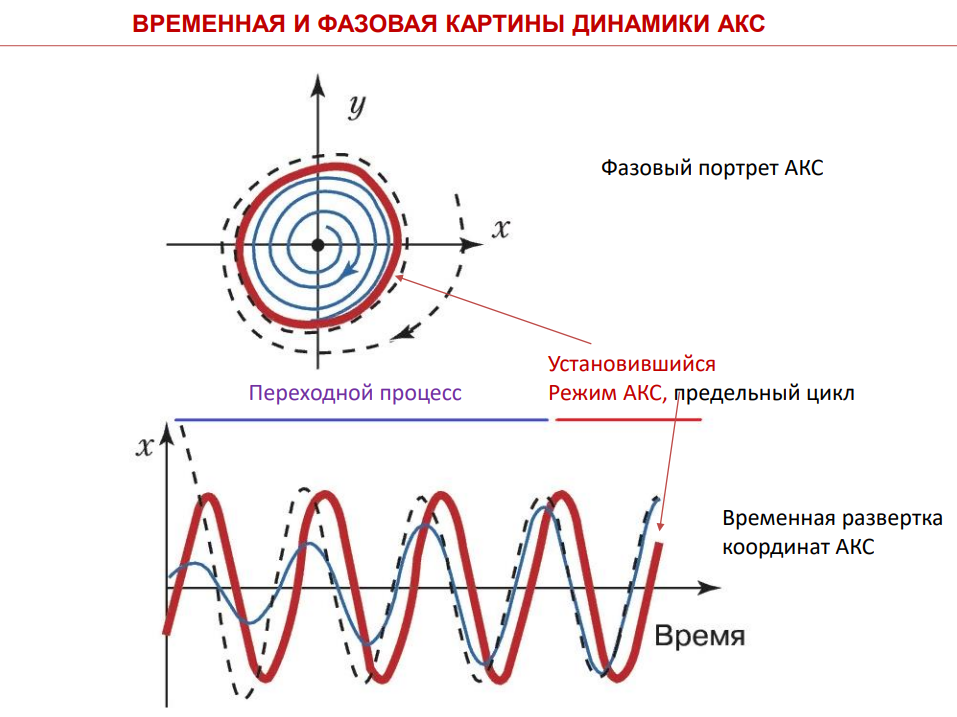 ВРЕМЕННАЯ И ФАЗОВАЯ КАРТИНЫ ДИНАМИКИ АКС
y
Фазовый портрет АКС
x
Установившийся
Переходной процесс
Режим АКС, предельный цикл
x
Временная развертка
координат АКС
Время